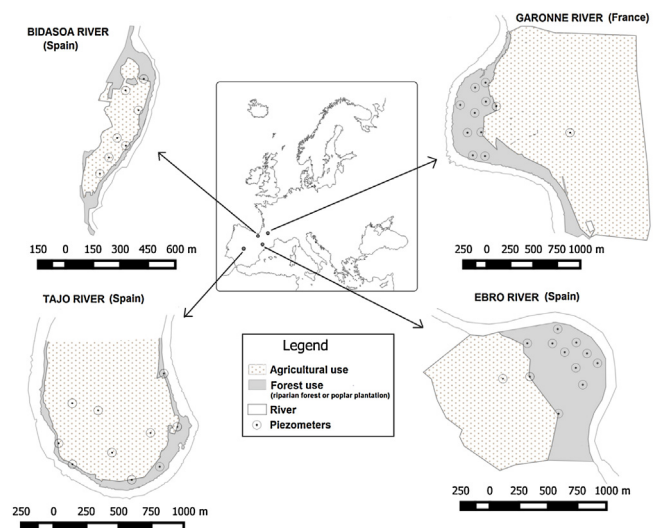 BIDASOA RIVER
(Spain)
GARONNE RIVER (France)
150 0 150 300 450 600 m
250 0 250 500 750 1000 m
TAJO RIVER (Spain)
EBRO RIVER (Spain)
Legend
Agricultural use
Forest use
(riparian forest or poplar plantation)
River
Piezometers
250 0 250 500 750 1000 m
250 0 250 500 750 1000 m